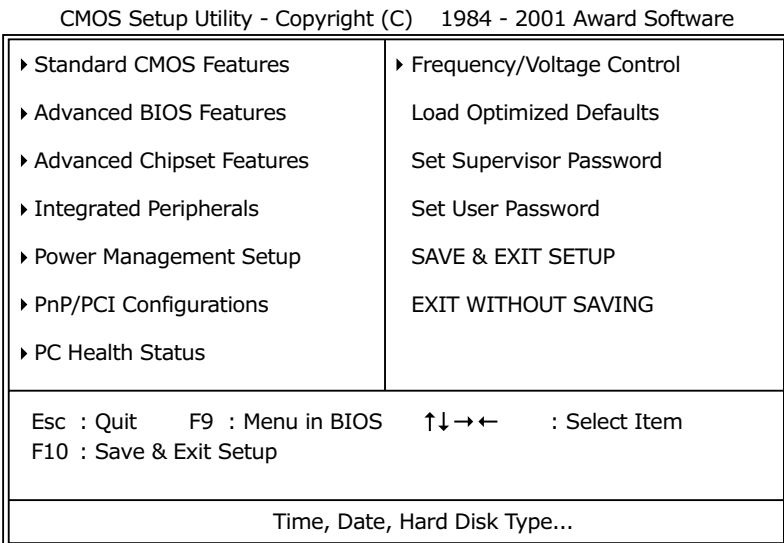 CMOS Setup Utility - Copyright (C) 1984 - 2001 Award Software
Standard CMOS Features
Advanced BIOS Features
Advanced Chipset Features
Integrated Peripherals
Power Management Setup
PnP/PCI Configurations
PC Health Status
Frequency/Voltage Control
Load Optimized Defaults
Set Supervisor Password
Set User Password
SAVE & EXIT SETUP
EXIT WITHOUT SAVING
Esc : Quit F9 : Menu in BIOS ↑↓→← : Select Item
F10 : Save & Exit Setup
Time, Date, Hard Disk Type...